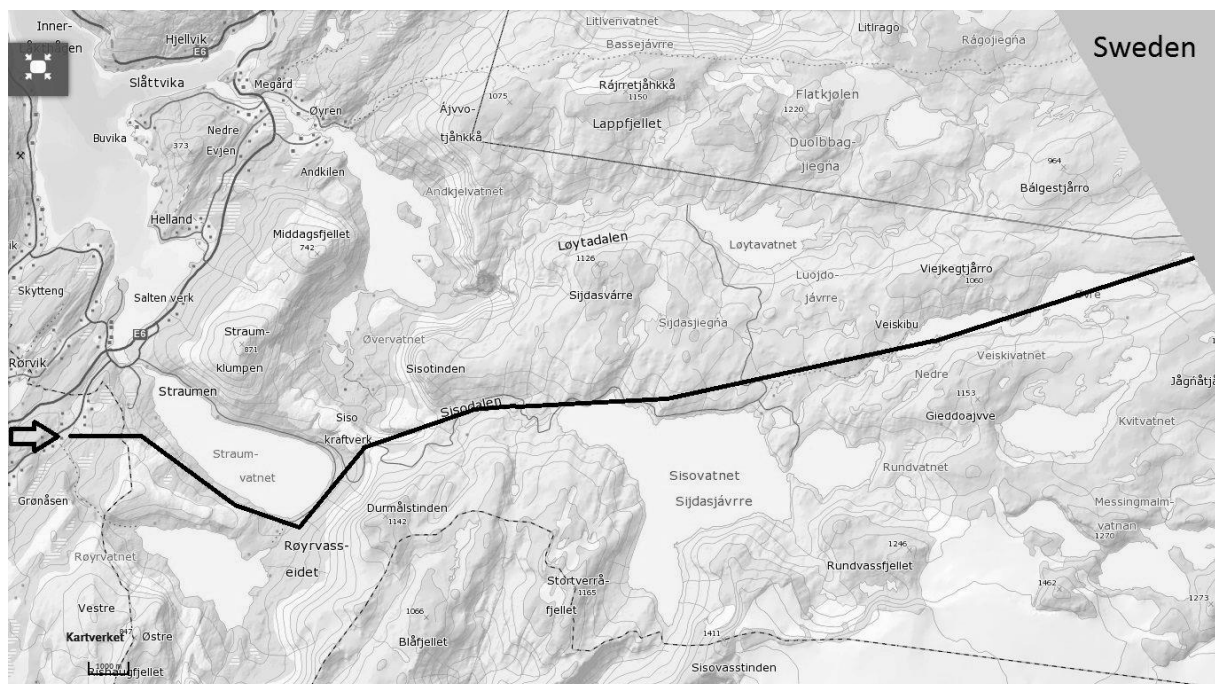 Inner-
Hjellvik
E6
Slåttvika
Megård
Øyren
Buvika
Nedre
Evjen
373
Andkilen
Helland
Middagsfjellet
742
Skytteng
Salten verk
E6
Rørvik
Straum-
871
klumpen
Straumen
Straum-
vatnet
Grønåsen
Røyrvatnet
Vestre
847
Østre
Kartverket
1000 m
Rishaugfjellet
Litlverivatnet
Bassejávrre
Litlrago
Rágojiegŋa
Sweden
1075
Ájvvo-
tjåhkkå
Rájrretjåhkkå
1150
Lappfjellet
Flatkjølen
1220
Duolbbag-
jiegŋa
964
Bálgestjårro
Andkjelvatnet
Løytadalen
1126
Sijdasvárre
Løytavatnet
Luojdo-
jávrre
Viejkegtjårro
1060
Øvre
Sijdasjiegŋa
Veiskibu
Øvervatnet
Sisotinden
Veiskivatnet
Nedre
1153
Gieddoajvve
Kvitvatnet
Sisodalen
Siso
kraftverk
Sisovatnet
Sijdasjávrre
Rundvatnet
Durmålstinden
1142
Røyrvass-
eidet
Messingmalm-
vatnan
1270
1246
Rundvassfjellet
Stortverrå-
1165
fjellet
1462
1273
1066
Blåfjellet
1411
Sisovasstinden